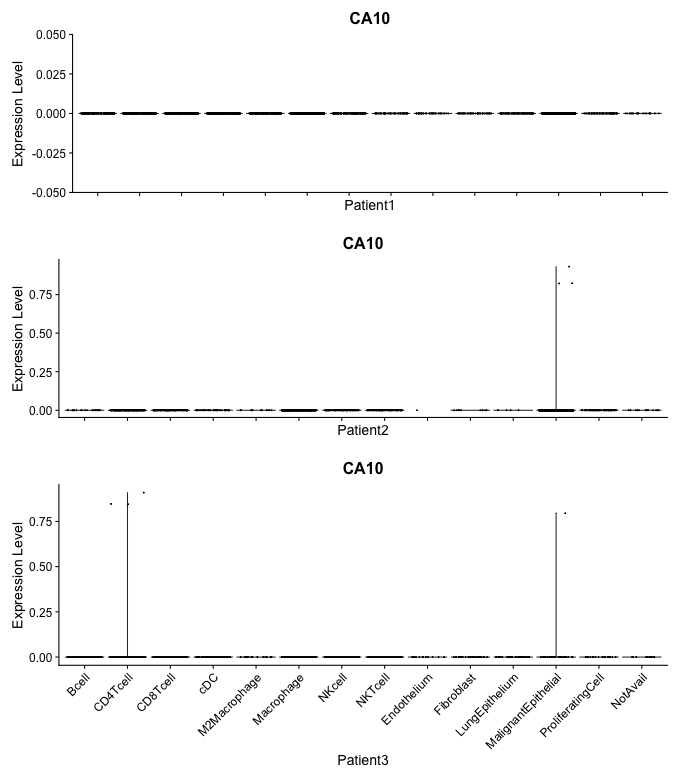 CA10
0.050
0.025
0.000
-0.025
-0.050
Expression Level
Patient1
CA10
0.75
0.50
0.25
0.00
Expression Level
Patient2
CA10
0.75
0.50
0.25
0.00
Expression Level
Bcell
CD4Tcell
CD8Tcell
cDC
M2Macrophage
Macrophage
NKcell
NKTcell
Endothelium
Fibroblast
LungEpithelium
MalignantEpithelial
ProliferatingCell
NotAvail
Patient3